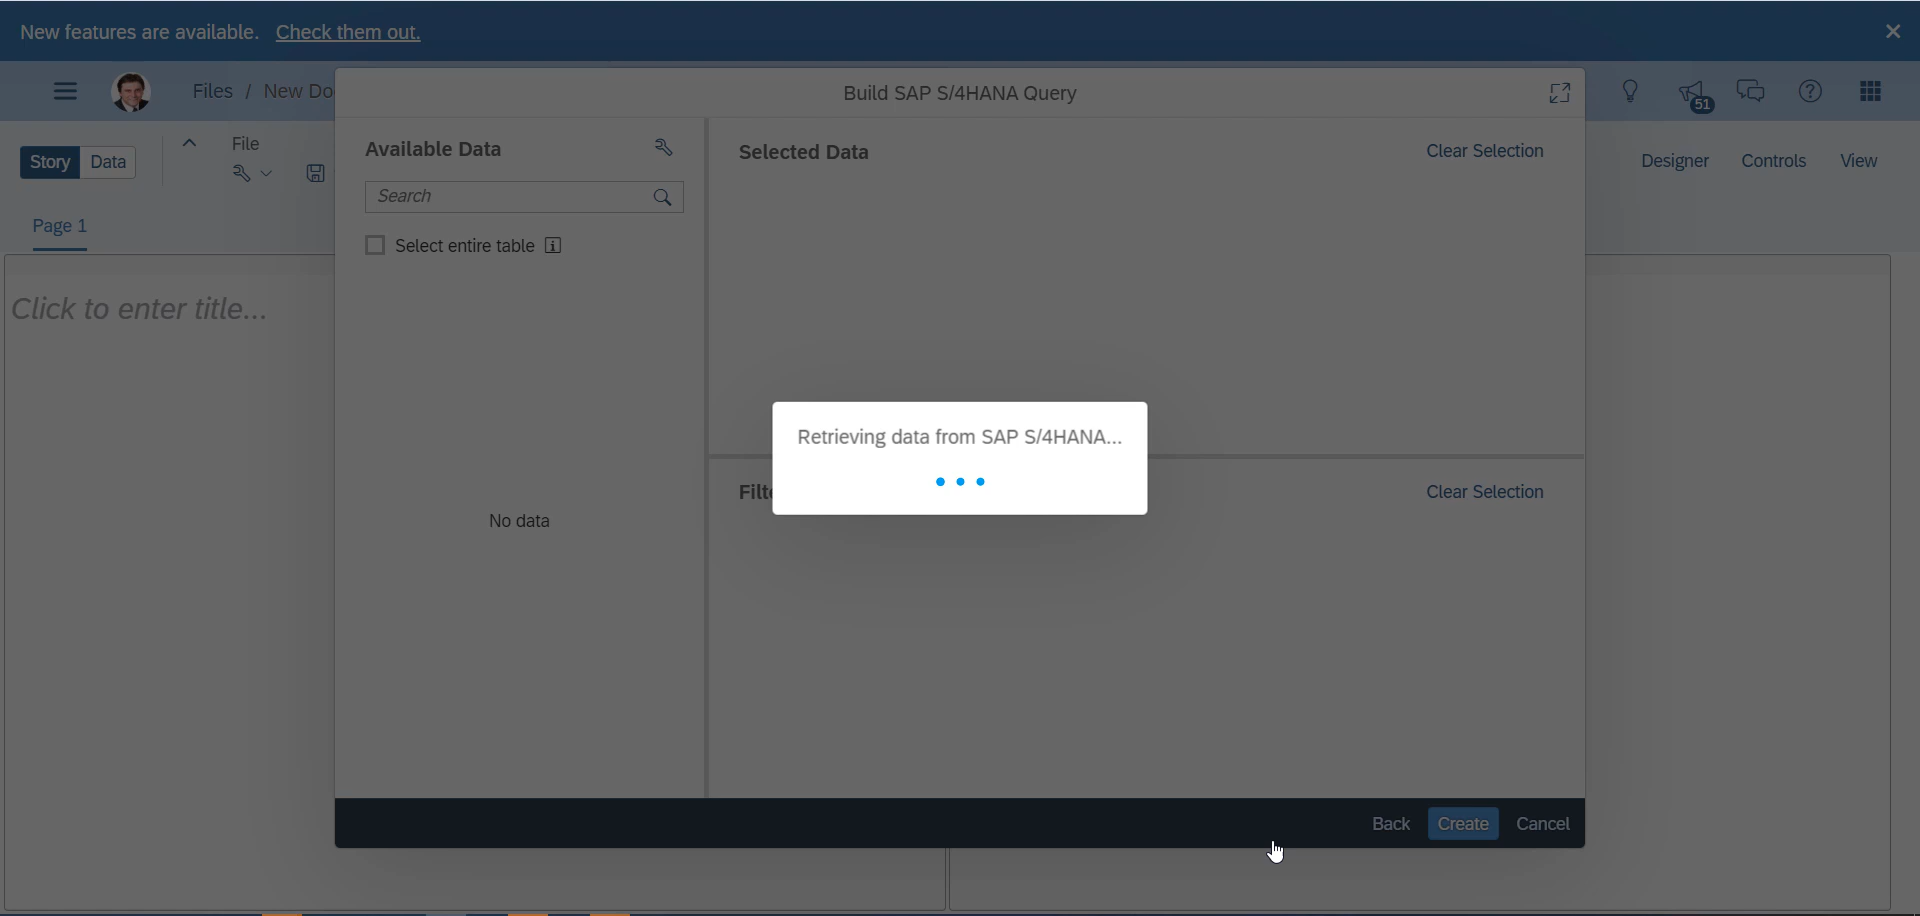 New features are available. Check them out.
Files / New Do
Build SAP S/4HANA Query
51
Story Data
File
Designer Controls View
Page 1
Click to enter title...
Available Data
Search
Select entire table
No data
Selected Data
Clear Selection
Retrieving data from SAP S/4HANA...
Filte
Clear Selection
Back Create Cancel